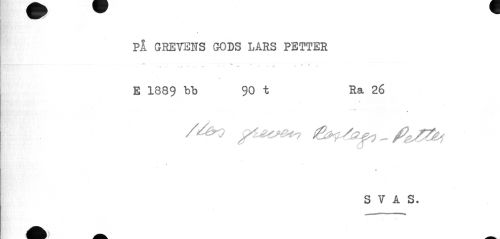 PÅ GREVENS GODS LARS PETTER
E 1889 bb 90 t Ra 26
Hos greven Roslags-Petter
S V A S.